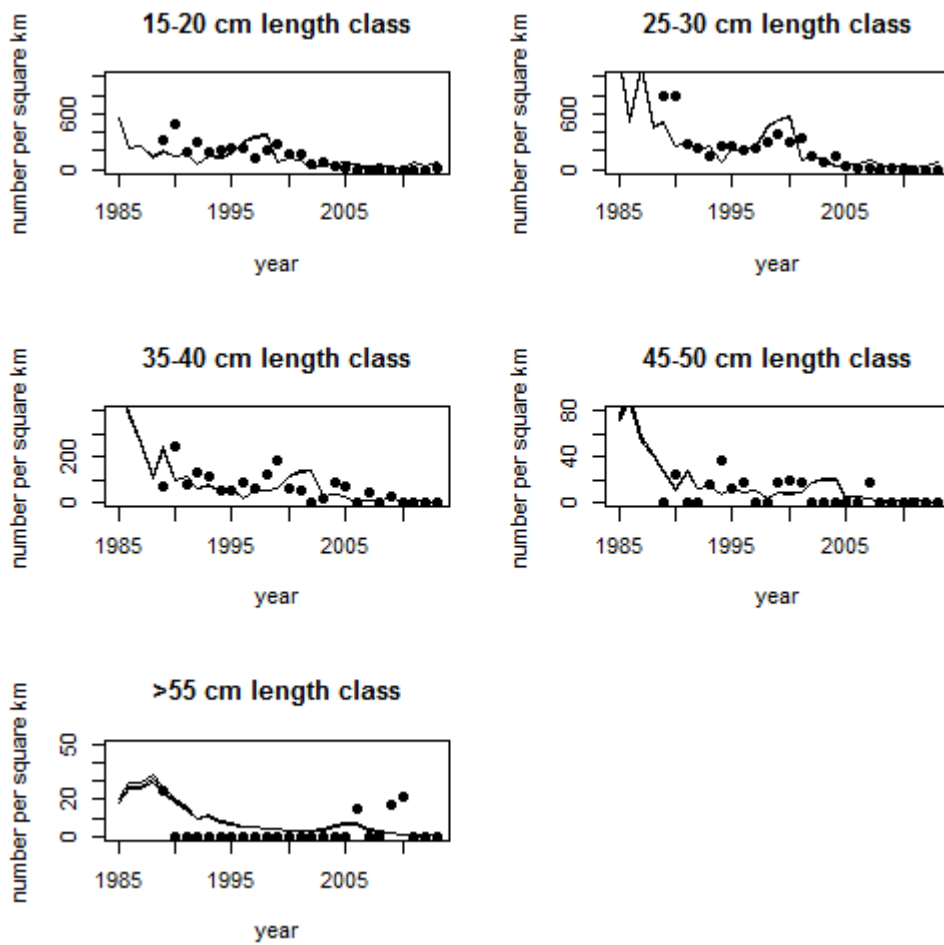 15-20 cm length class
number per square km
600
0
1985 1995 2005
year
25-30 cm length class
number per square km
600
0
1985 1995 2005
year
35-40 cm length class
number per square km
200
0
1985 1995 2005
year
45-50 cm length class
number per square km
80
40
0
1985 1995 2005
year
>55 cm length class
number per square km
50
20
0
1985 1995 2005
year